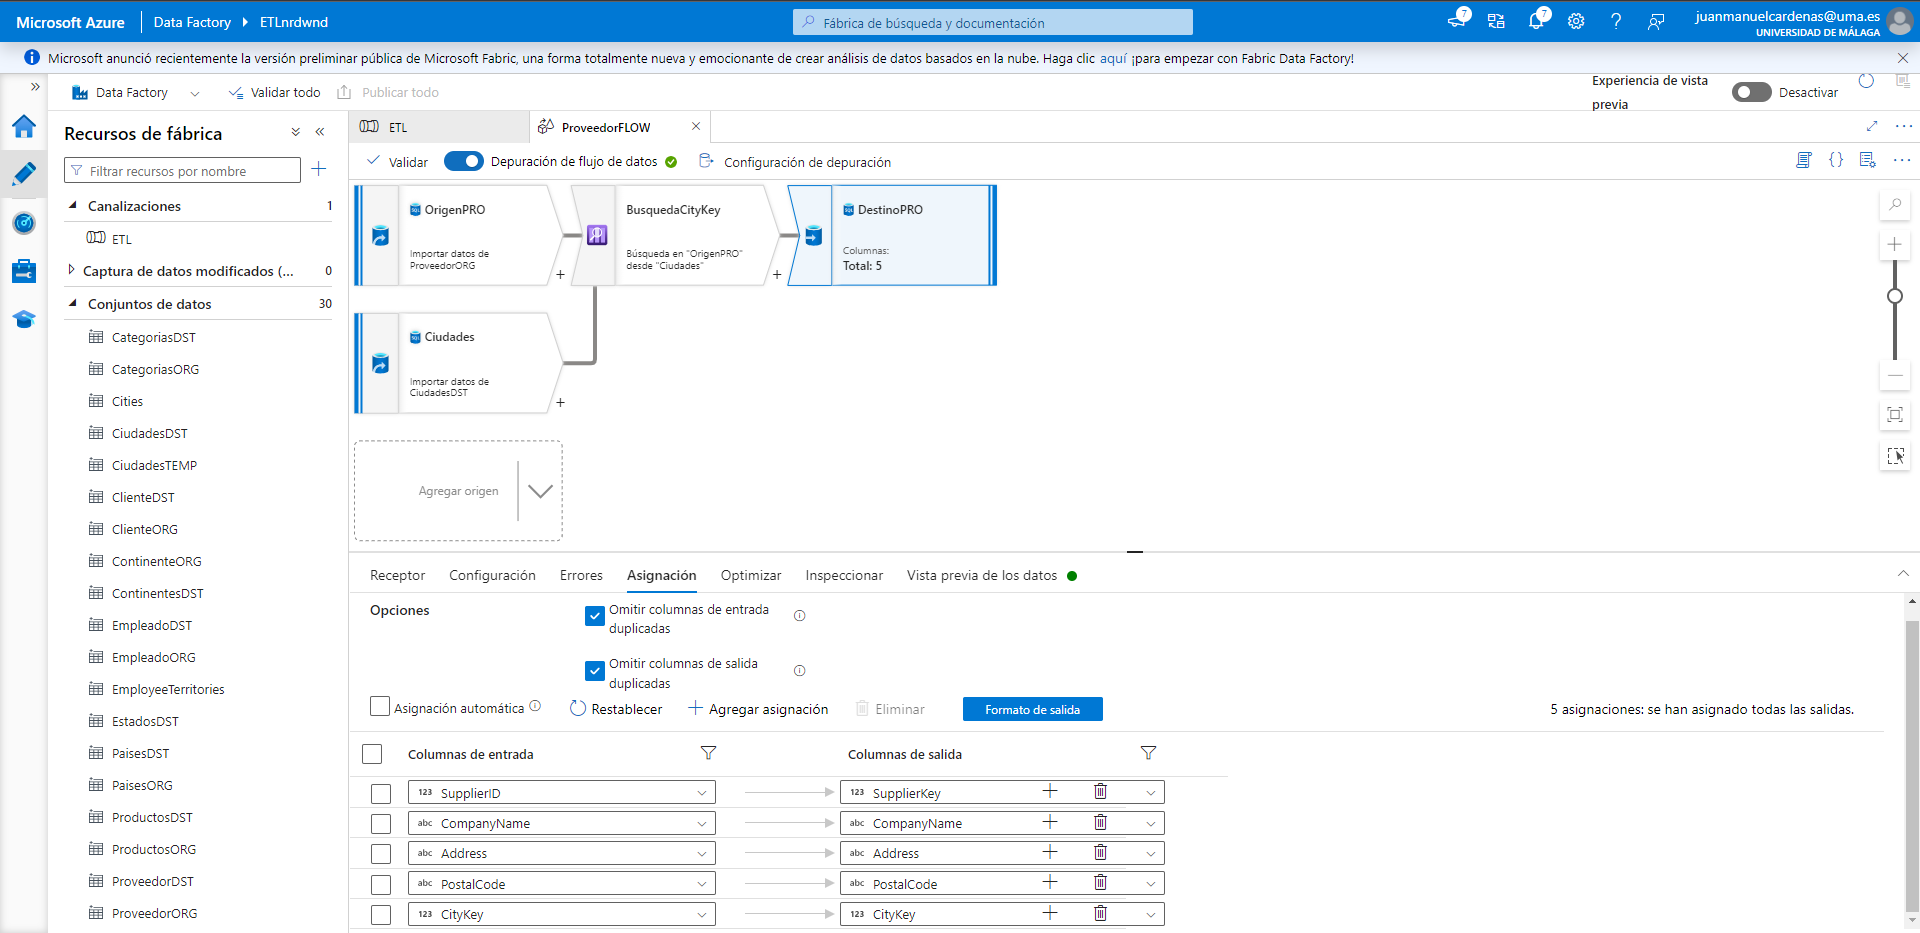 Microsoft Azure
Data Factory
ETLnrdwnd
Fábrica de búsqueda y documentación
7
7
juanmanuelcardenas@uma.es
UNIVERSIDAD DE MÁLAGA
Microsoft anunció recientemente la versión preliminar pública de Microsoft Fabric, una forma totalmente nueva y emocionante de crear análisis de datos basados en la nube. Haga clic aquí ¡para empezar con Fabric Data Factory!
Data Factory
Validar todo
Publicar todo
Experiencia de vista
previa
Desactivar
Recursos de fábrica
Filtrar recursos por nombre
Canalizaciones 1
ETL
Captura de datos modificados (... 0
Conjuntos de datos 30
CategoriasDST
CategoriasORG
Cities
CiudadesDST
CiudadesTEMP
ClienteDST
ClienteORG
ContinenteORG
ContinentesDST
EmpleadoDST
EmpleadoORG
EmployeeTerritories
EstadosDST
PaisesDST
PaisesORG
ProductosDST
ProductosORG
ProveedorDST
ProveedorORG
ETL
ProveedorFLOW
Validar
Depuración de flujo de datos
Configuración de depuración
OrigenPRO
Importar datos de
ProveedorORG
+
BusquedaCityKey
Búsqueda en "OrigenPRO"
desde "Ciudades"
+
DestinoPRO
Columnas:
Total: 5
Ciudades
Importar datos de
CiudadesDST
+
Agregar origen
Receptor
Configuración
Errores
Asignación
Optimizar
Inspeccionar
Vista previa de los datos
Opciones
Omitir columnas de entrada
duplicadas
Omitir columnas de salida
duplicadas
Asignación automática
Restablecer
Agregar asignación
Eliminar
Formato de salida
5 asignaciones: se han asignado todas las salidas.
Columnas de entrada
Columnas de salida
123 SupplierID
123 SupplierKey
abc CompanyName
abc CompanyName
abc Address
abc Address
abc PostalCode
abc PostalCode
123 CityKey
123 CityKey